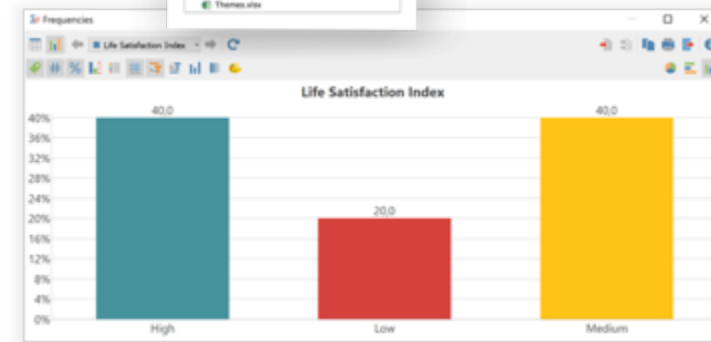 Themes.xlsx
Frequencies
Life Satisfaction Index
Life Satisfaction Index
40,0
20,0
40,0
40%
36%
32%
28%
24%
20%
16%
12%
8%
4%
0%
High
Low
Medium